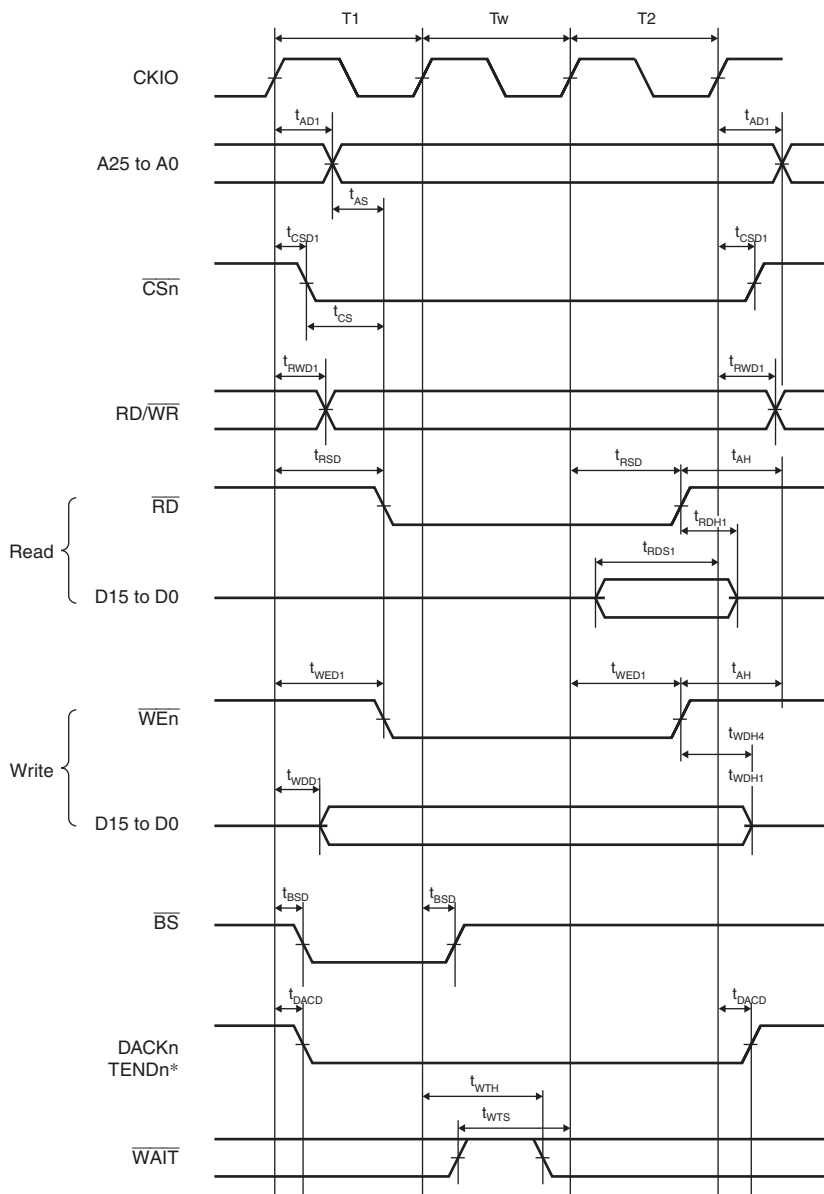 T1 Tw T2
CKIO
tAD1 tAD1
A25 to A0
tAS
tCSD1 tCSD1
CSn
tCS
tRWD1 tRWD1
RD/WR
tRSD tRSD tAH
RD
tRDH1
Read
tRDS1
D15 to D0
tWED1 tWED1 tAH
WEn
tWDH4
Write
tWDD1 tWDH1
D15 to D0
tBSD tBSD
BS
tDACD tDACD
DACKn
TENDn*
tWTH
tWTS
WAIT